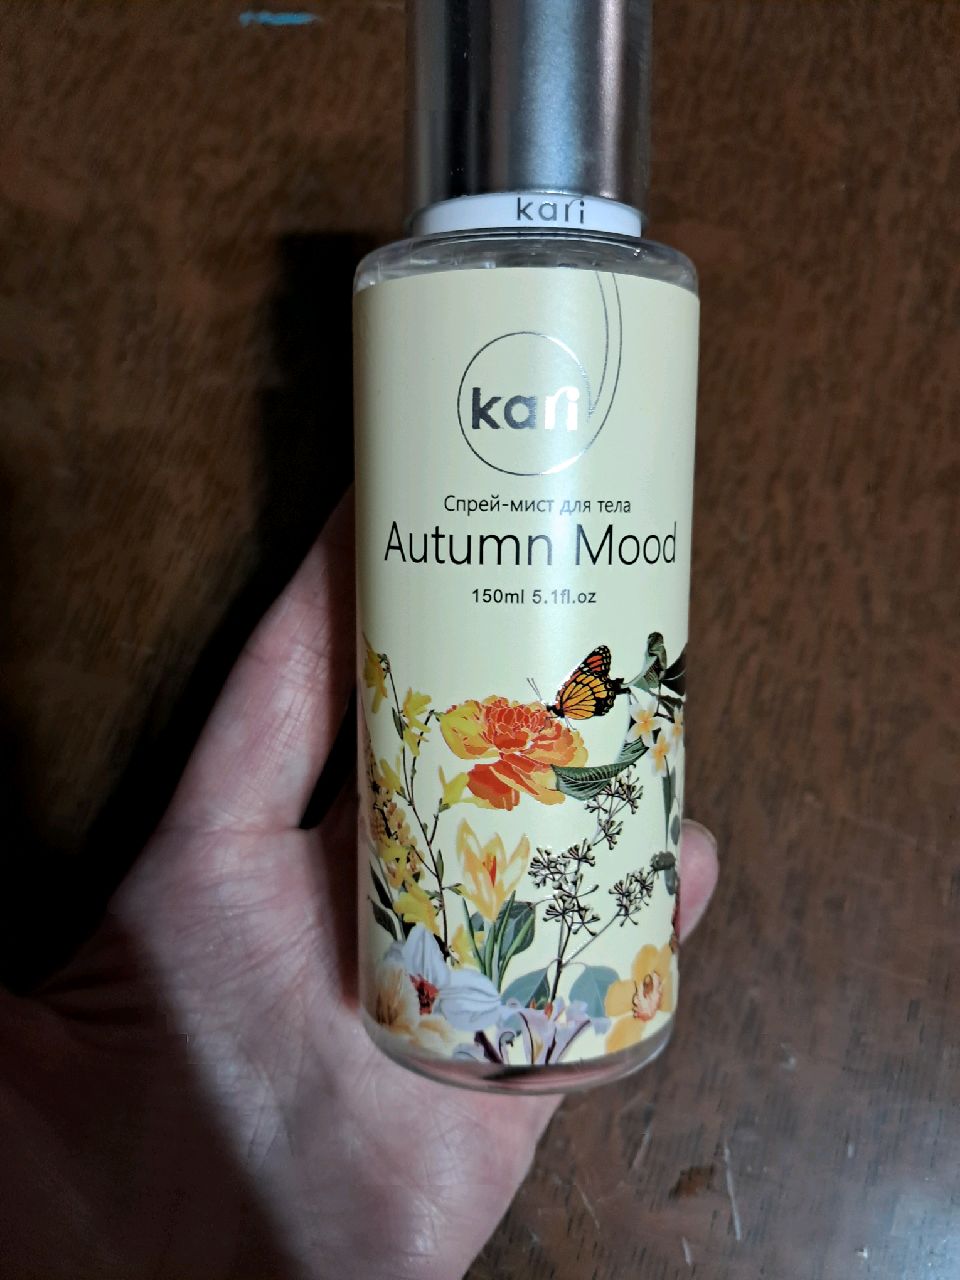 kari
kari
Спрей-мист для тела
Autumn Mood
150ml 5.1fl.oz